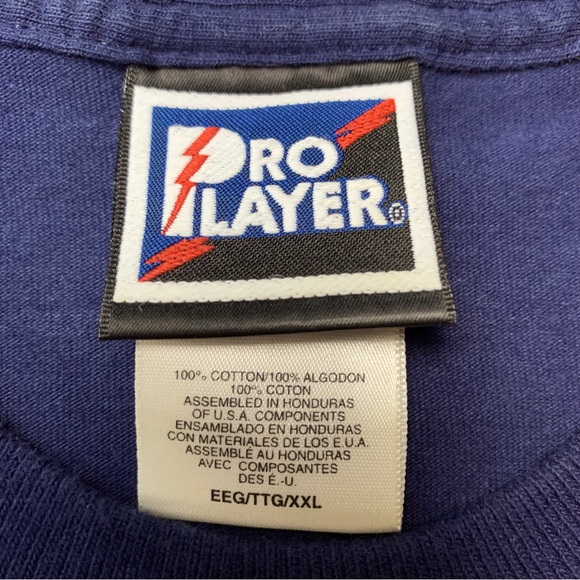 PRO
PLAYER®
100% COTTON/100% ALGODON
100% COTON
ASSEMBLED IN HONDURAS
OF U.S.A. COMPONENTS
ENSAMBLADO EN HONDURAS
CON MATERIALES DE LOS E.U.A.
ASSEMBLÉ AU HONDURAS
AVEC COMPOSANTES
DES É.-U.
EEG/TTG/XXL